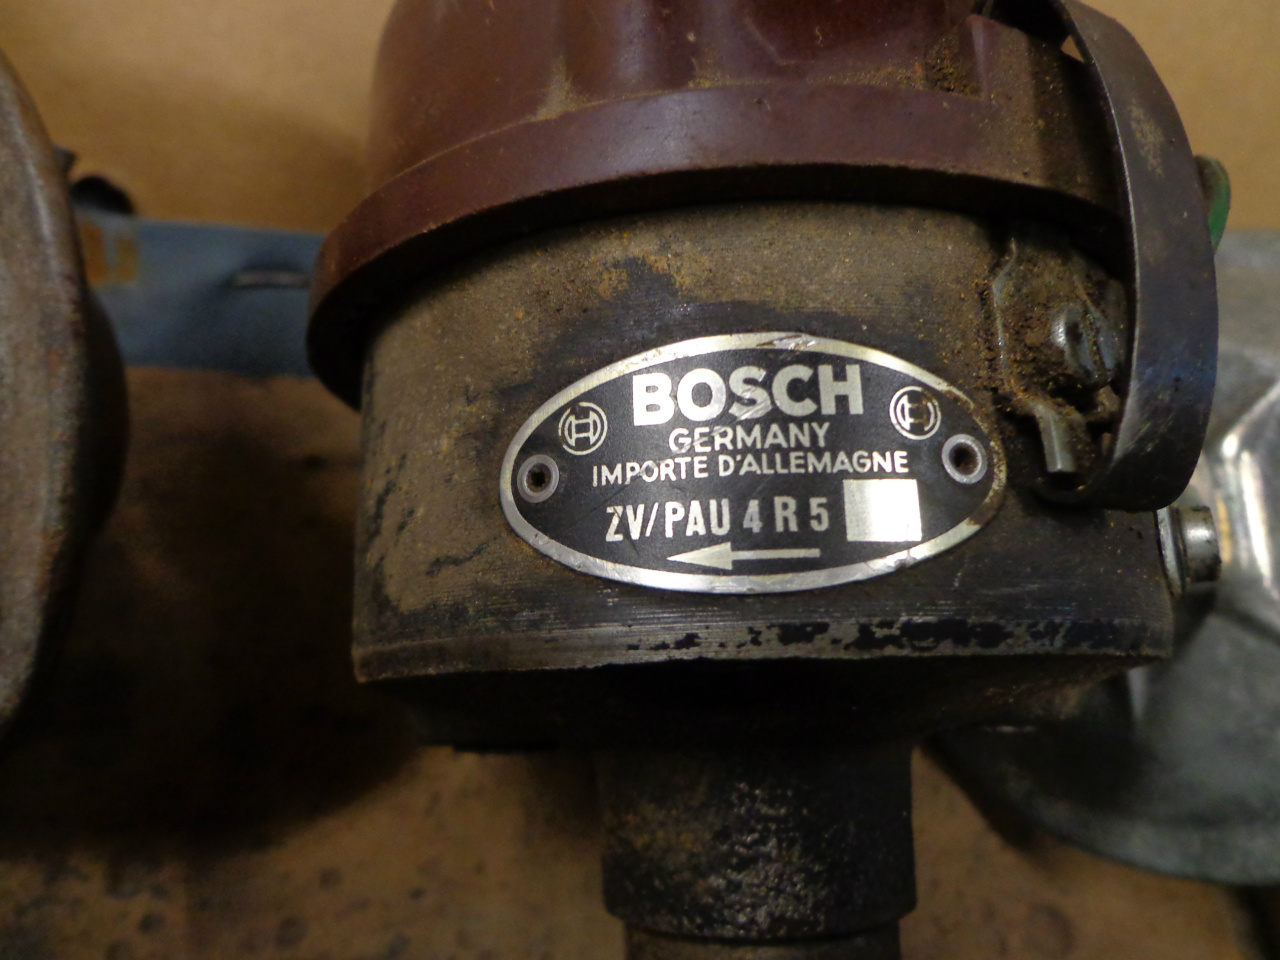 BOSCH
GERMANY
IMPORTE D'ALLEMAGNE
ZV/PAU 4 R 5